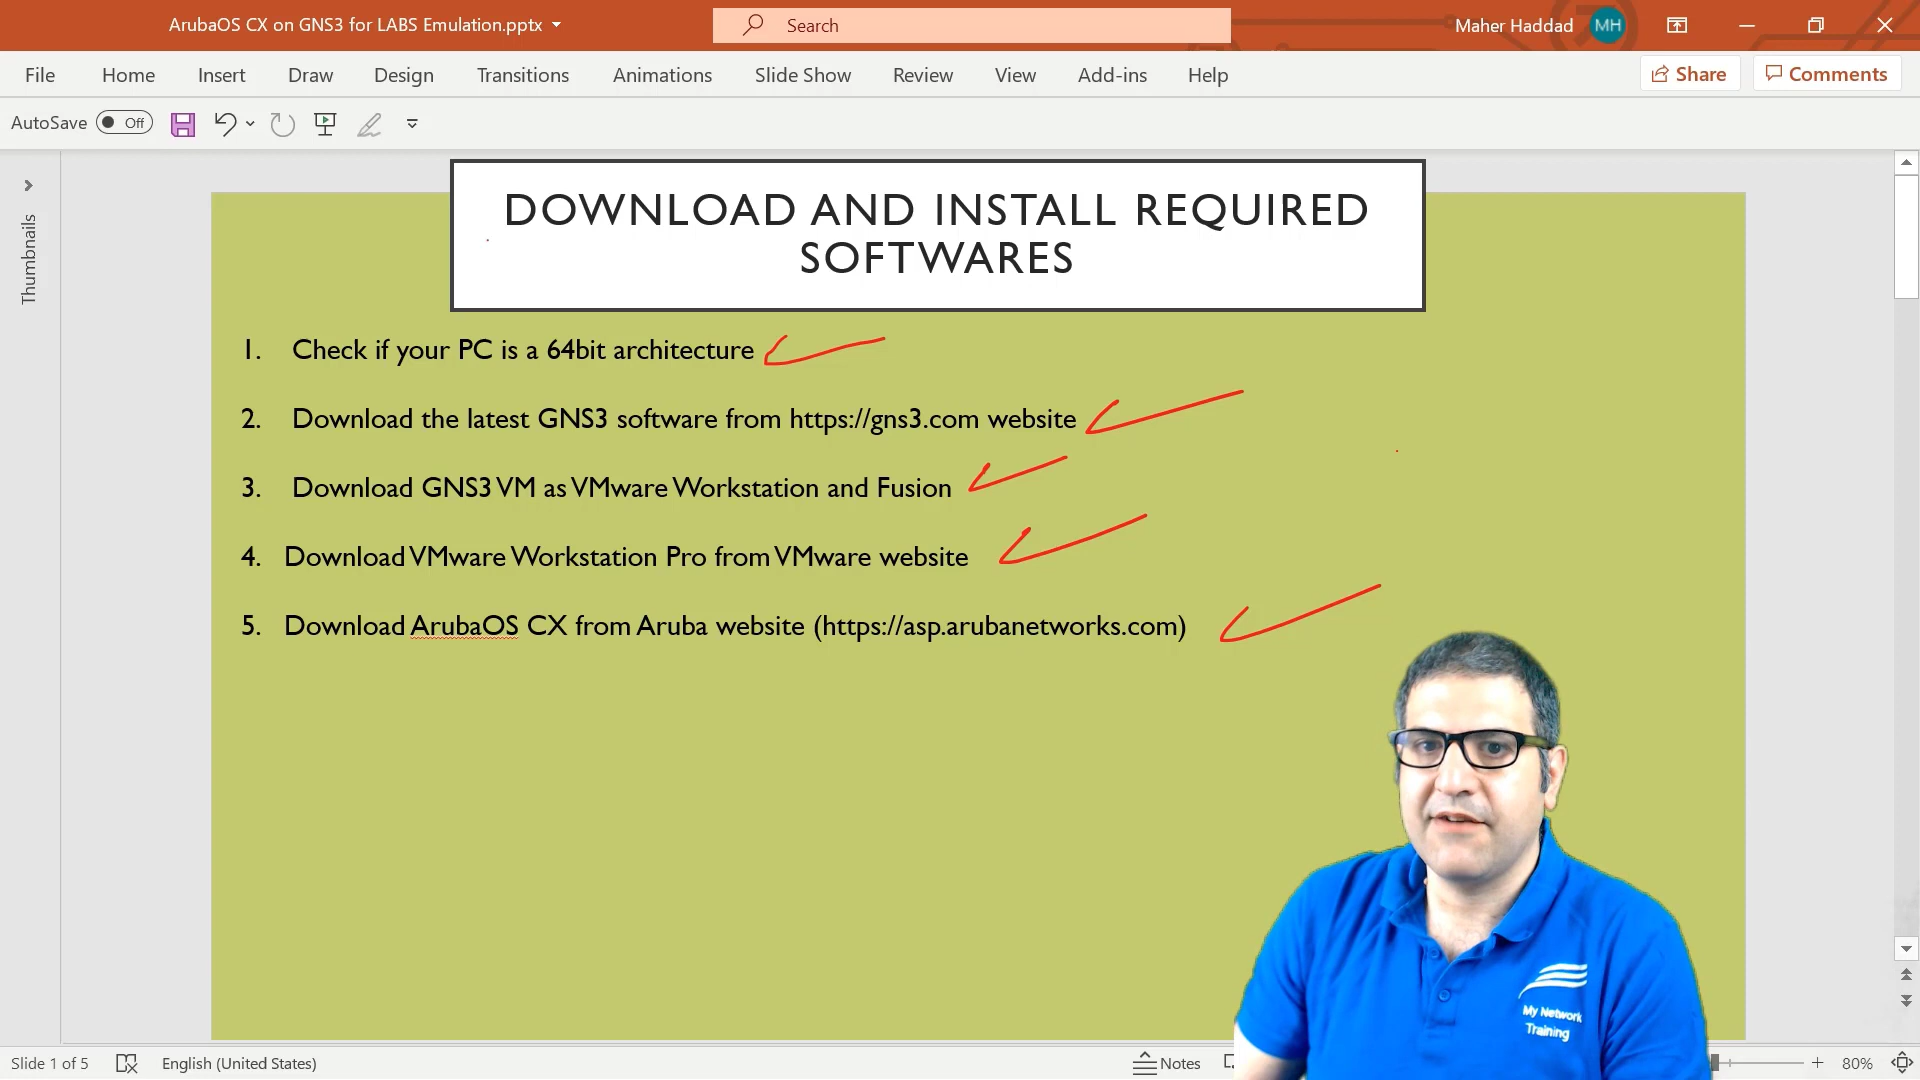 ArubaOS CX on GNS3 for LABS Emulation.pptx
Search
Maher Haddad MH
File Home Insert Draw Design Transitions Animations Slide Show Review View Add-ins Help Share Comments
AutoSave Off
Thumbnails
DOWNLOAD AND INSTALL REQUIRED
SOFTWARES
1. Check if your PC is a 64bit architecture
2. Download the latest GNS3 software from https://gns3.com website
3. Download GNS3 VM as VMware Workstation and Fusion
4. Download VMware Workstation Pro from VMware website
5. Download ArubaOS CX from Aruba website (https://asp.arubanetworks.com)
My Network
Training
Slide 1 of 5 English (United States) Notes 80%